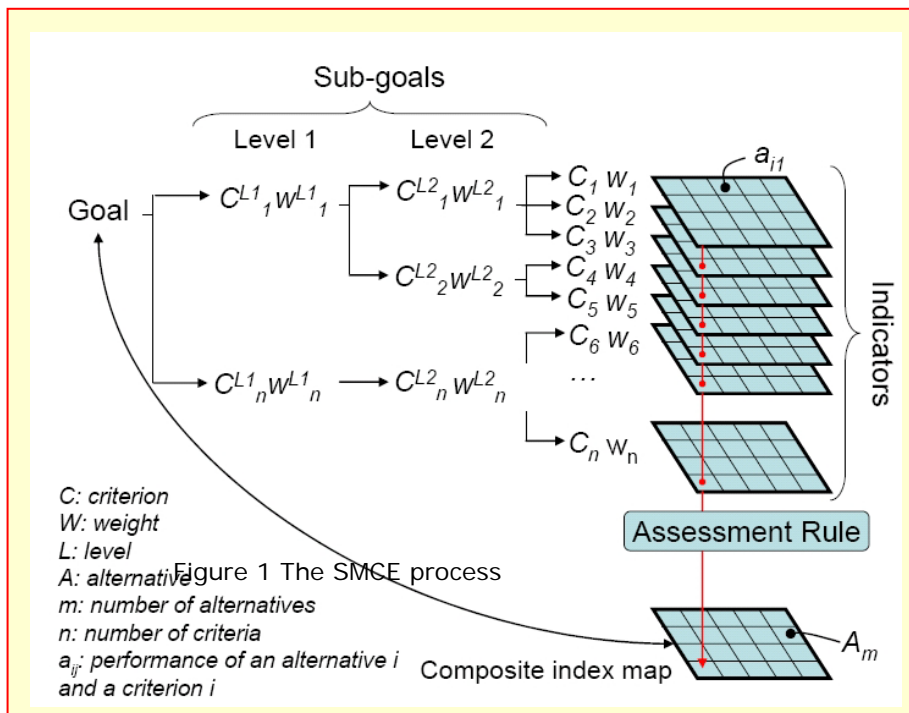 Sub-goals
Level 1 Level 2
Goal
C^L1_1 W^L1_1
C^L1_n W^L1_n
C^L2_1 W^L2_1
C^L2_2 W^L2_2
C^L2_n W^L2_n
C_1 w_1
C_2 w_2
C_3 w_3
C_4 w_4
C_5 w_5
C_6 w_6
...
C_n w_n
a_i1
Indicators
Assessment Rule
A_m
Composite index map
C: criterion
W: weight
L: level
A: alternative
m: number of alternatives
n: number of criteria
a_ij: performance of an alternative i
and a criterion i
Figure 1 The SMCE process